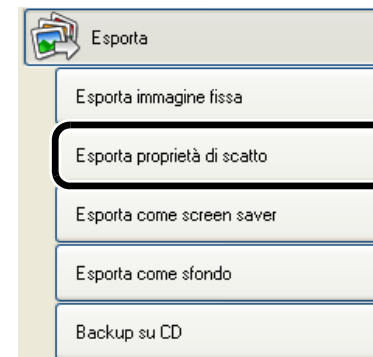 Esporta
Esporta immagine fissa
Esporta proprietà di scatto
Esporta come screen saver
Esporta come sfondo
Backup su CD